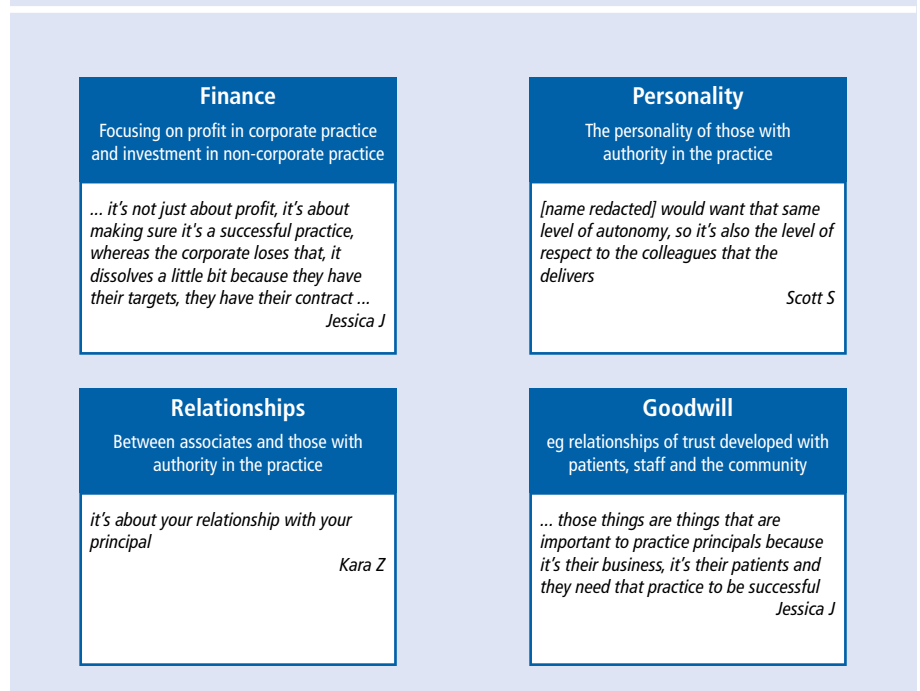 Finance
Focusing on profit in corporate practice
and investment in non-corporate practice
... it's not just about profit, it's about
making sure it's a successful practice,
whereas the corporate loses that, it
dissolves a little bit because they have
their targets, they have their contract ...
Jessica J
Personality
The personality of those with
authority in the practice
[name redacted] would want that same
level of autonomy, so it's also the level of
respect to the colleagues that the
delivers
Scott S
Relationships
Between associates and those with
authority in the practice
it's about your relationship with your
principal
Kara Z
Goodwill
eg relationships of trust developed with
patients, staff and the community
... those things are things that are
important to practice principals because
it's their business, it's their patients and
they need that practice to be successful
Jessica J